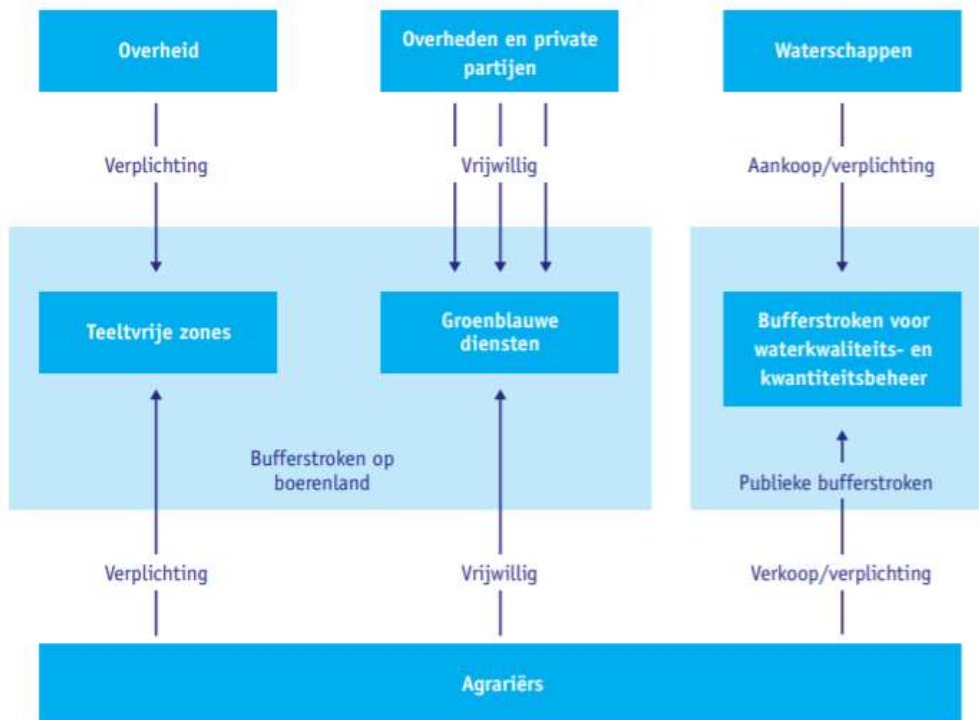 Overheid
Overheden en private
partijen
Waterschappen
Verplichting
Vrijwillig
Aankoop/verplichting
Teeltvrije zones
Groenblauwe
diensten
Bufferstroken voor
waterkwaliteits- en
kwantiteitsbeheer
Bufferstroken op
boerenland
Publieke bufferstroken
Verplichting
Vrijwillig
Verkoop/verplichting
Agrariërs